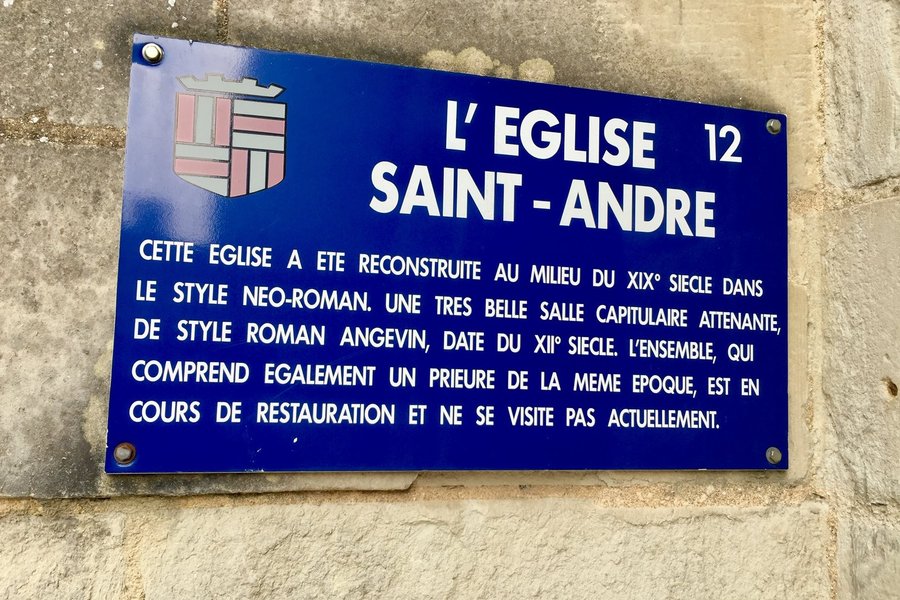 L' EGLISE 12
SAINT - ANDRE
CETTE EGLISE A ETE RECONSTRUITE AU MILIEU DU XIX° SIECLE DANS
LE STYLE NEO-ROMAN. UNE TRES BELLE SALLE CAPITULAIRE ATTENANTE,
DE STYLE ROMAN ANGEVIN, DATE DU XII° SIECLE. L'ENSEMBLE, QUI
COMPREND EGALEMENT UN PRIEURE DE LA MEME EPOQUE, EST EN
COURS DE RESTAURATION ET NE SE VISITE PAS ACTUELLEMENT.